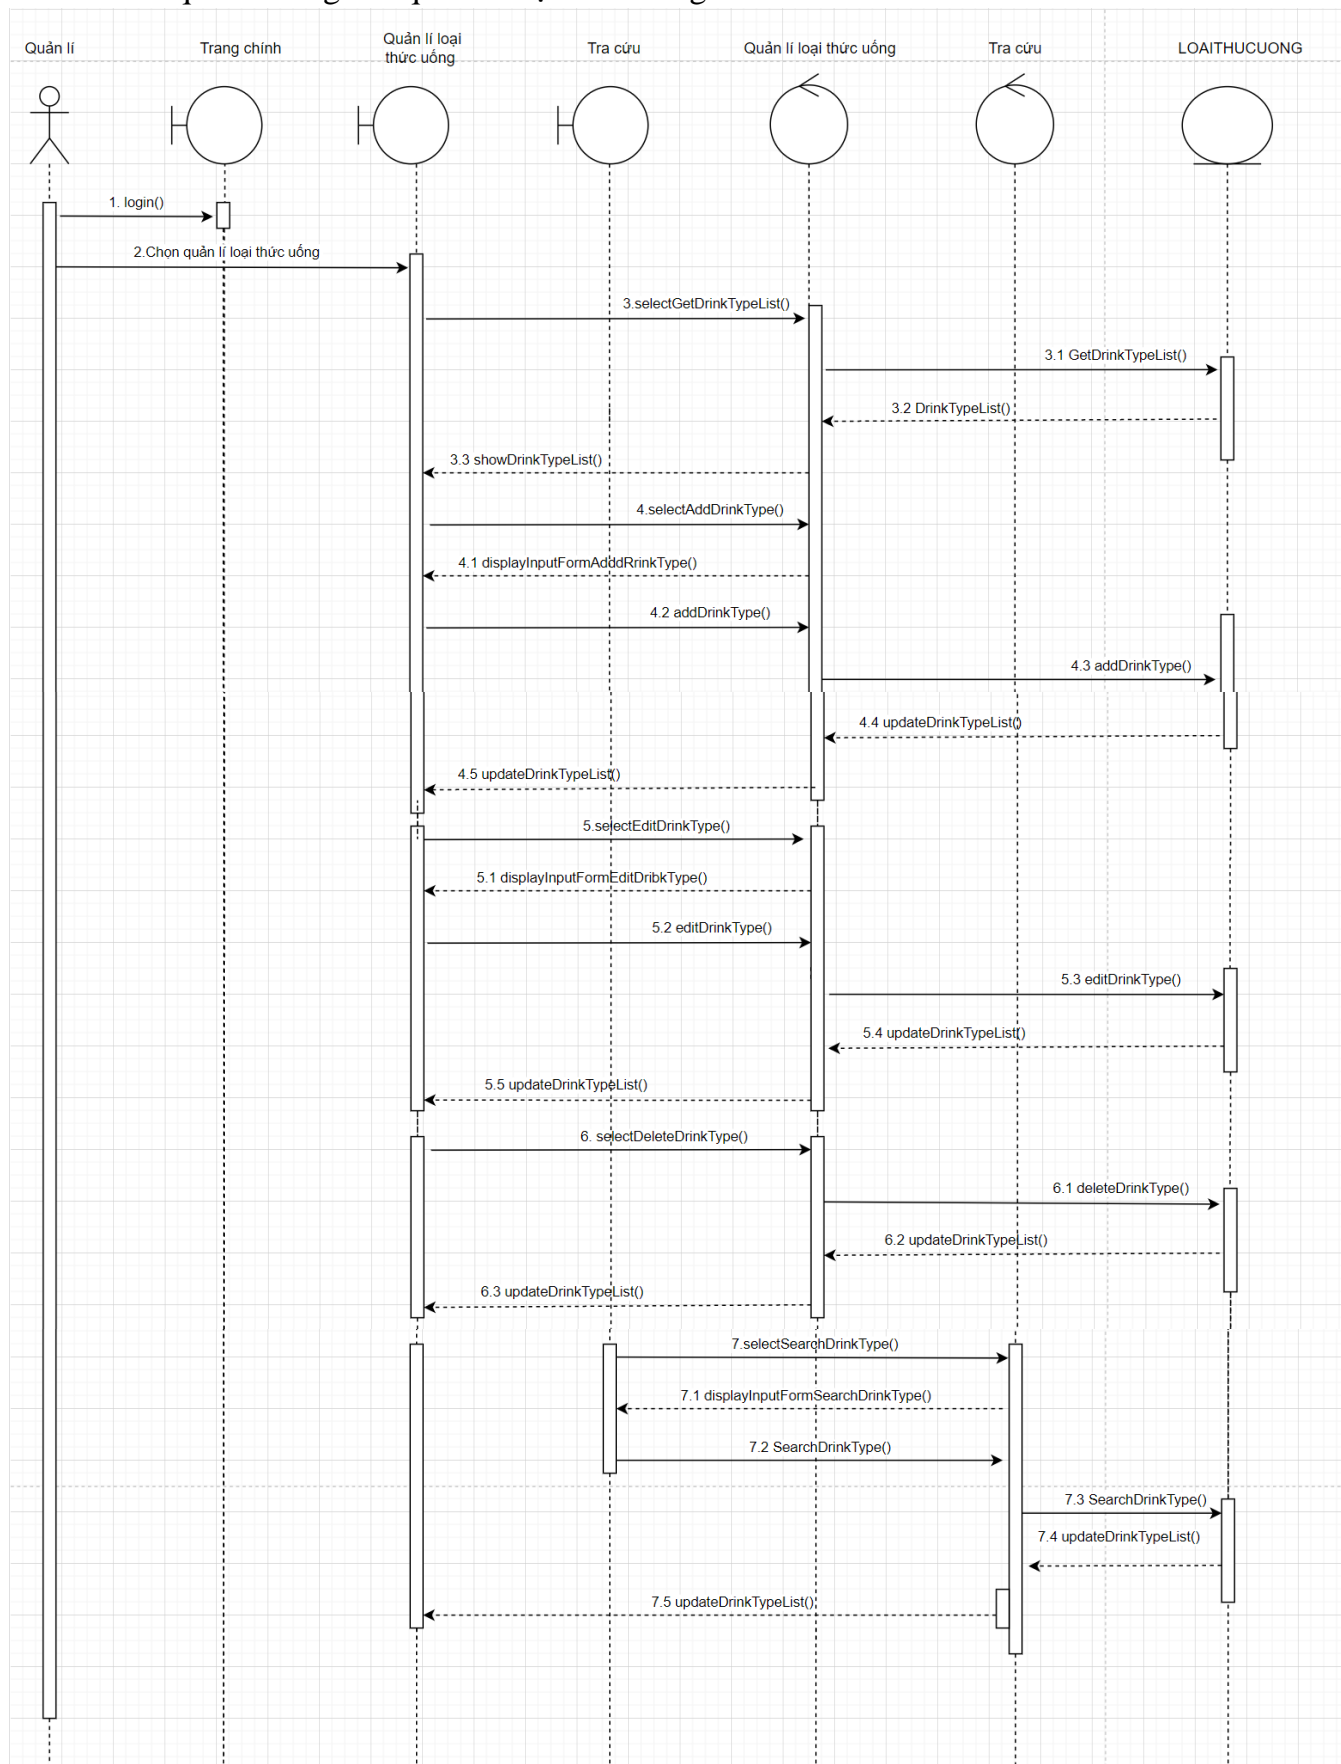 Quản lí
Trang chính
Quản lí loại
thức uống
Tra cứu
Quản lí loại thức uống
Tra cứu
LOAITHUCUONG
1. login()
2.Chọn quản lí loại thức uống
3.selectGetDrinkTypeList()
3.1 GetDrinkTypeList()
3.2 DrinkTypeList()
3.3 showDrinkTypeList()
4.selectAddDrinkType()
4.1 displayInputFormAdddRrinkType()
4.2 addDrinkType()
4.3 addDrinkType()
4.4 updateDrinkTypeList()
4.5 updateDrinkTypeList()
5.selectEditDrinkType()
5.1 displayInputFormEditDribkType()
5.2 editDrinkType()
5.3 editDrinkType()
5.4 updateDrinkTypeList()
5.5 updateDrinkTypeList()
6. selectDeleteDrinkType()
6.1 deleteDrinkType()
6.2 updateDrinkTypeList()
6.3 updateDrinkTypeList()
7.selectSearchDrinkType()
7.1 displayInputFormSearchDrinkType()
7.2 SearchDrinkType()
7.3 SearchDrinkType()
7.4 updateDrinkTypeList()
7.5 updateDrinkTypeList()